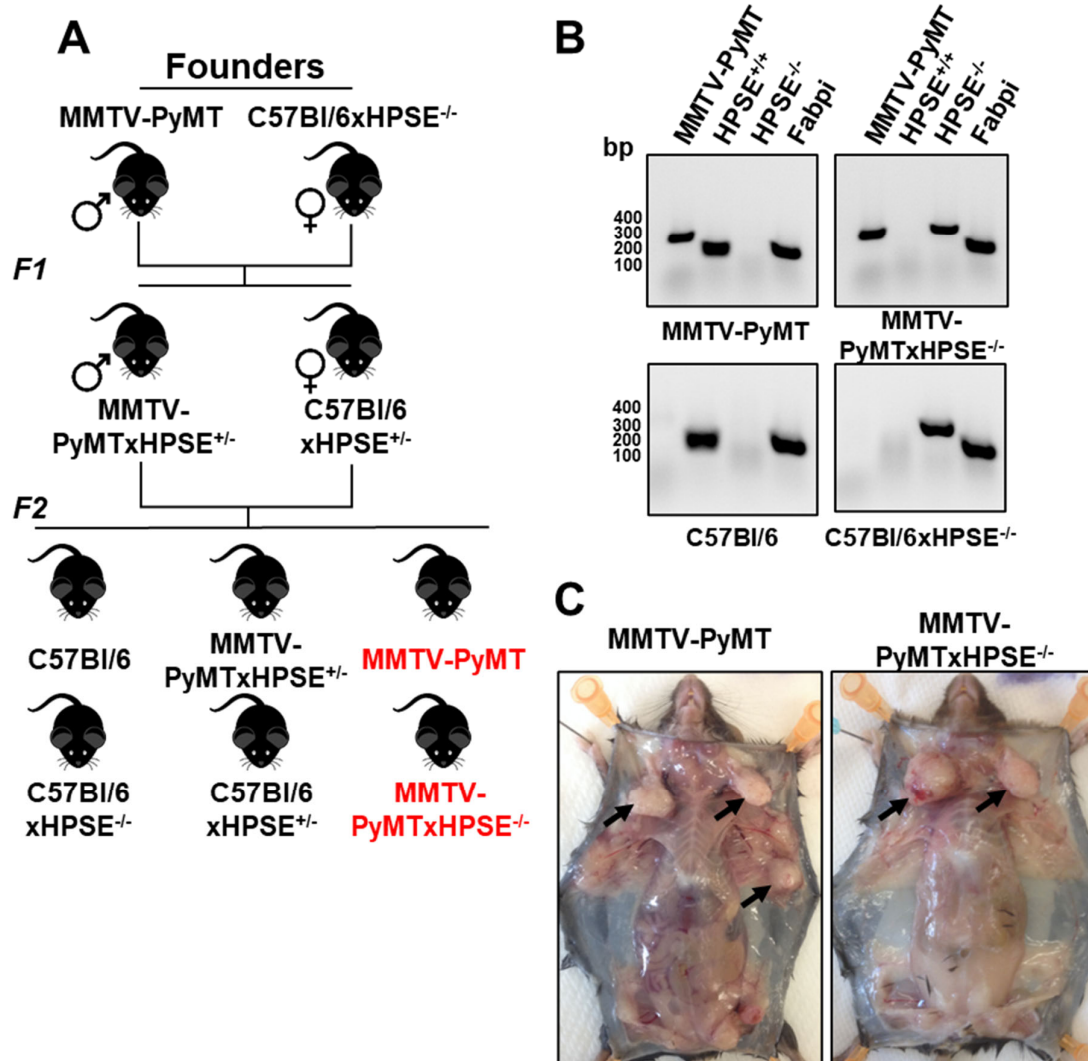 A
Founders
MMTV-PyMT C57Bl/6xHPSE-/-
♂ ♀
F1
♂ ♀
MMTV-
PyMTxHPSE+/-
C57Bl/6
xHPSE+/-
F2
C57Bl/6
MMTV-
PyMTxHPSE+/-
MMTV-PyMT
C57Bl/6
xHPSE-/-
C57Bl/6
xHPSE+/-
MMTV-
PyMTxHPSE-/-
B
MMTV-PyMT
HPSE+/+
HPSE-/-
Fabpi
MMTV-PyMT
HPSE+/+
HPSE-/-
Fabpi
bp
400
300
200
100
MMTV-PyMT
MMTV-
PyMTxHPSE-/-
400
300
200
100
C57Bl/6
C57Bl/6xHPSE-/-
C
MMTV-PyMT
MMTV-
PyMTxHPSE-/-